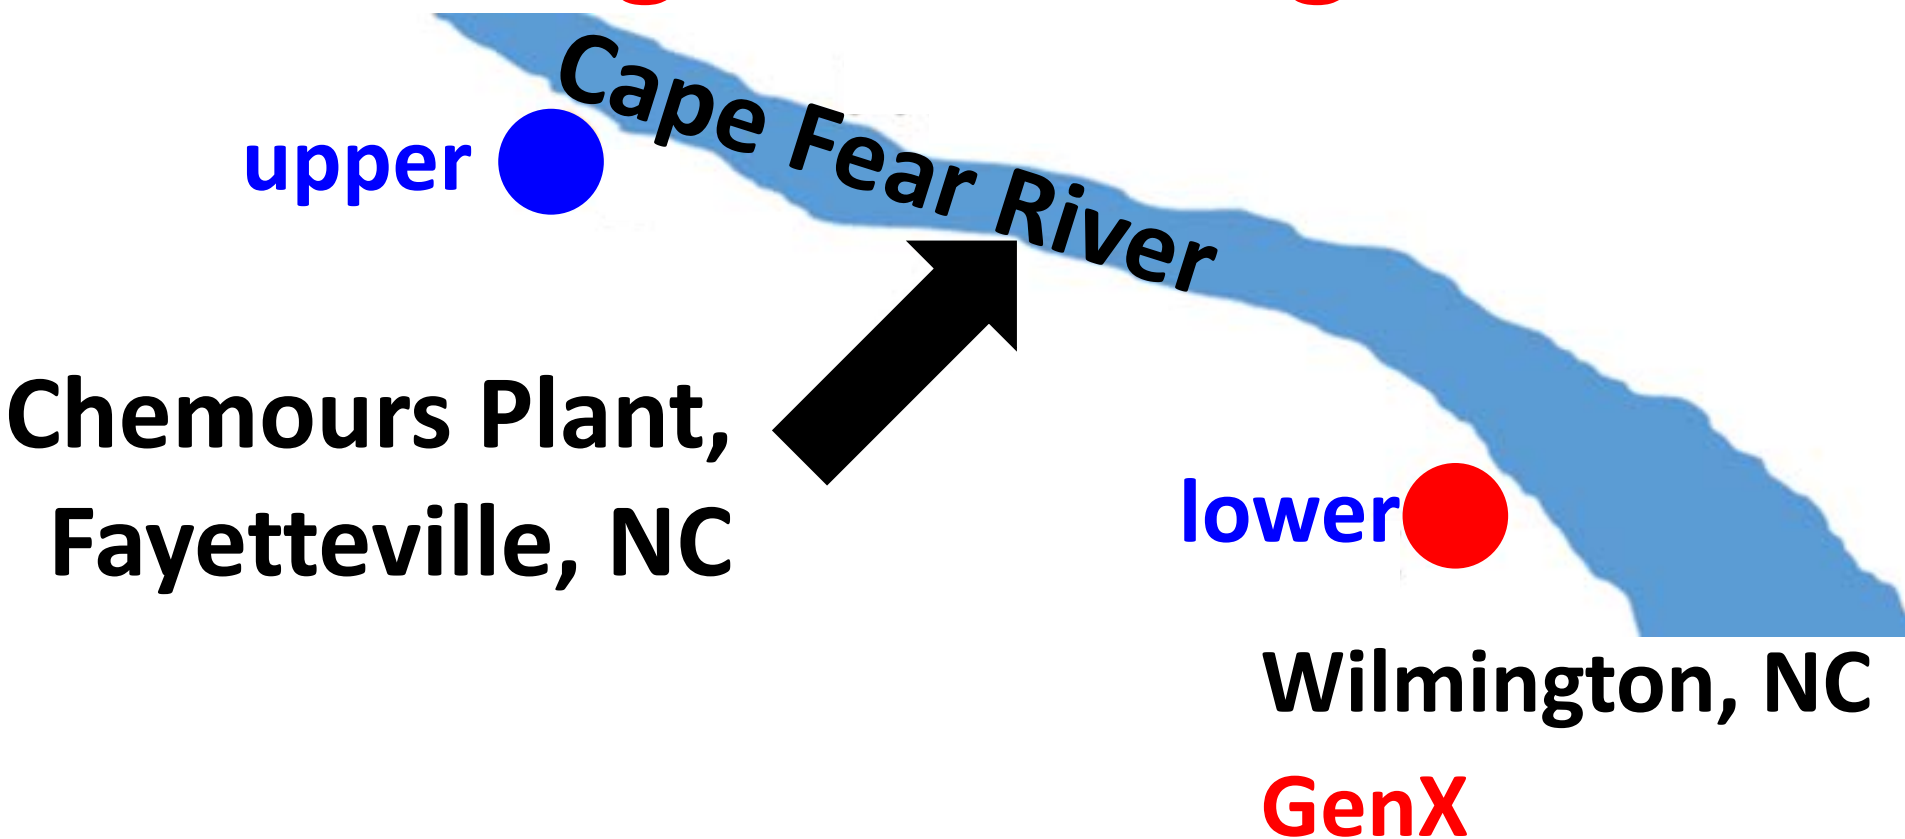 Cape Fear River
upper
Chemours Plant,
Fayetteville, NC
lower
Wilmington, NC
GenX